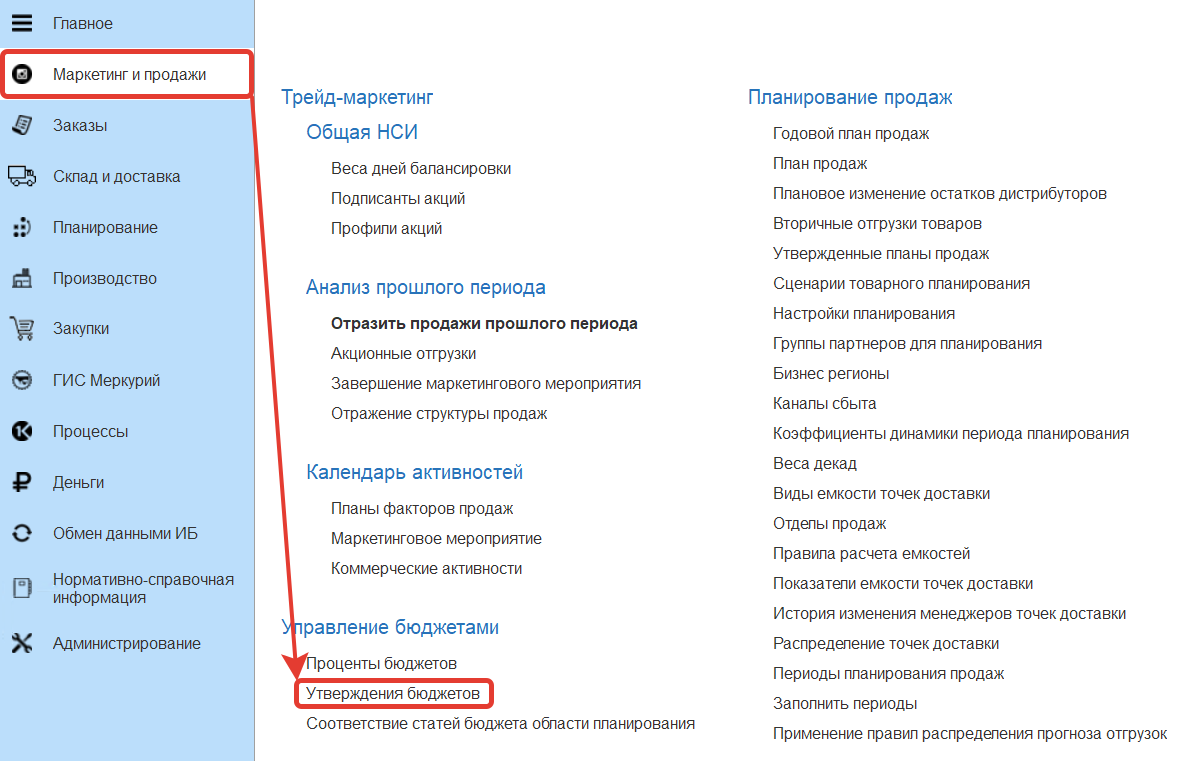 Главное
Маркетинг и продажи
Заказы
Склад и доставка
Планирование
Производство
Закупки
ГИС Меркурий
Процессы
Деньги
Обмен данными ИБ
Нормативно-справочная
информация
Администрирование
Трейд-маркетинг
Общая НСИ
Веса дней балансировки
Подписанты акций
Профили акций
Анализ прошлого периода
Отразить продажи прошлого периода
Акционные отгрузки
Завершение маркетингового мероприятия
Отражение структуры продаж
Календарь активностей
Планы факторов продаж
Маркетинговое мероприятие
Коммерческие активности
Управление бюджетами
Проценты бюджетов
Утверждения бюджетов
Соответствие статей бюджета области планирования
Планирование продаж
Годовой план продаж
План продаж
Плановое изменение остатков дистрибуторов
Вторичные отгрузки товаров
Утвержденные планы продаж
Сценарии товарного планирования
Настройки планирования
Группы партнеров для планирования
Бизнес регионы
Каналы сбыта
Коэффициенты динамики периода планирования
Веса декад
Виды емкости точек доставки
Отделы продаж
Правила расчета емкостей
Показатели емкости точек доставки
История изменения менеджеров точек доставки
Распределение точек доставки
Периоды планирования продаж
Заполнить периоды
Применение правил распределения прогноза отгрузок